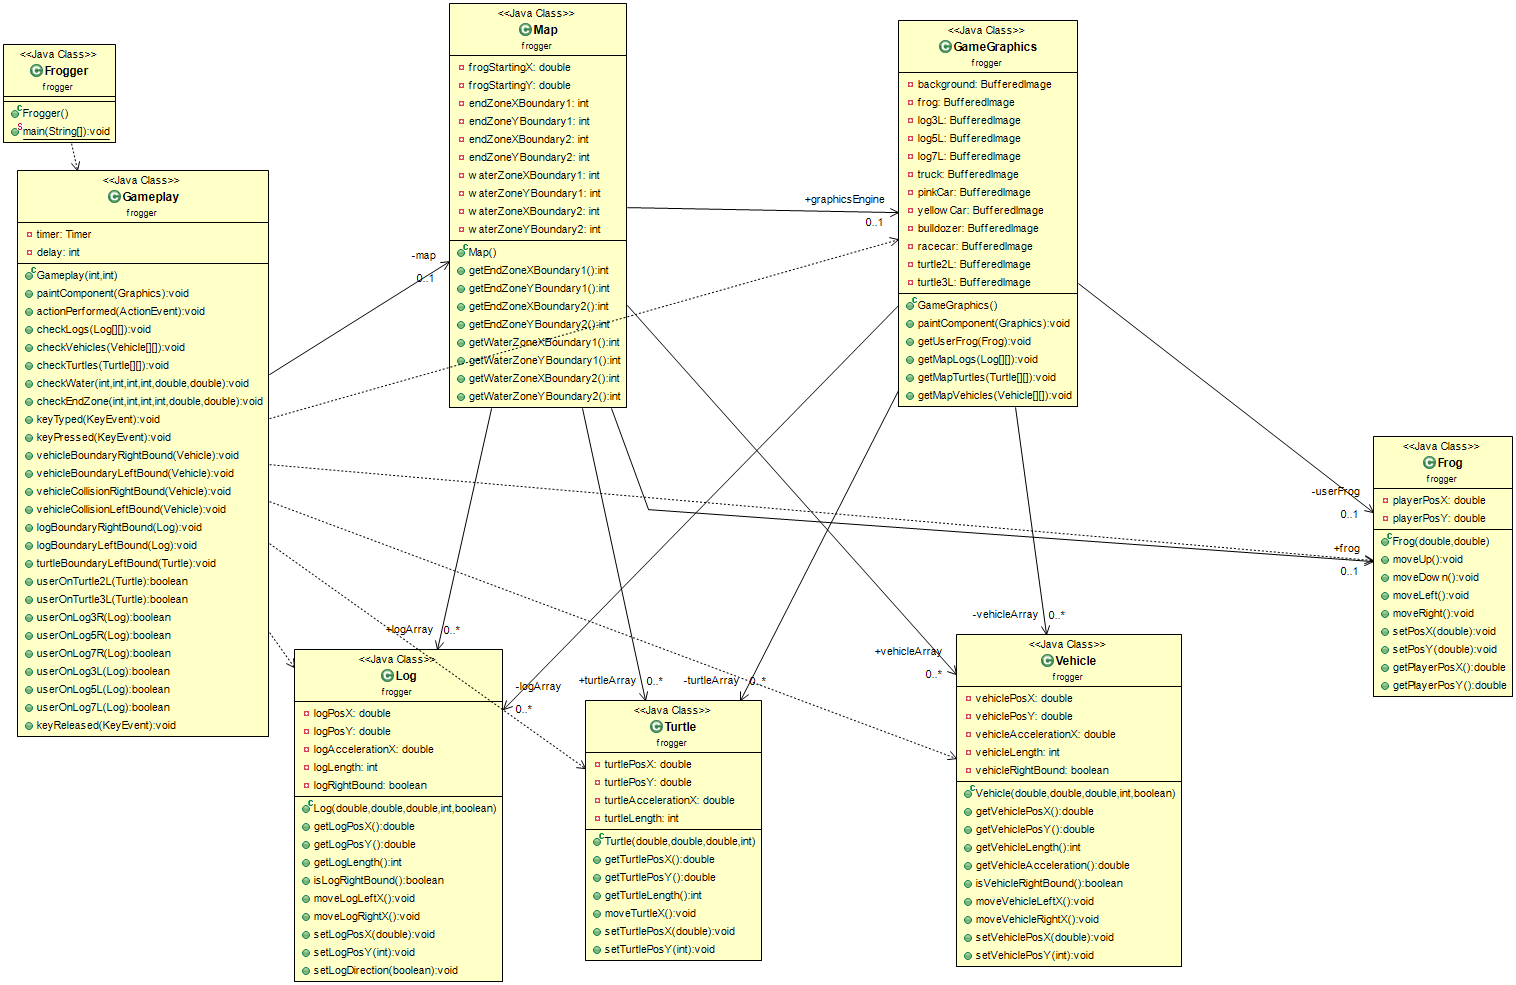 <<Java Class>>
Frogger
frogger
Frogger()
main(String[]):void
<<Java Class>>
Gameplay
frogger
timer: Timer
delay: int
Gameplay(int,int)
paintComponent(Graphics):void
actionPerformed(ActionEvent):void
checkLogs(Log[][]):void
checkVehicles(Vehicle[][]):void
checkTurtles(Turtle[][]):void
checkWater(int,int,int,int,double,double):void
checkEndZone(int,int,int,int,double,double):void
keyTyped(KeyEvent):void
keyPressed(KeyEvent):void
vehicleBoundaryRightBound(Vehicle):void
vehicleBoundaryLeftBound(Vehicle):void
vehicleCollisionRightBound(Vehicle):void
vehicleCollisionLeftBound(Vehicle):void
logBoundaryRightBound(Log):void
logBoundaryLeftBound(Log):void
turtleBoundaryLeftBound(Turtle):void
userOnTurtle2L(Turtle):boolean
userOnTurtle3L(Turtle):boolean
userOnLog3R(Log):boolean
userOnLog5R(Log):boolean
userOnLog7R(Log):boolean
userOnLog3L(Log):boolean
userOnLog5L(Log):boolean
userOnLog7L(Log):boolean
keyReleased(KeyEvent):void
-map
0..1
<<Java Class>>
Map
frogger
frogStartingX: double
frogStartingY: double
endZoneXBoundary1: int
endZoneYBoundary1: int
endZoneXBoundary2: int
endZoneYBoundary2: int
waterZoneXBoundary1: int
waterZoneYBoundary1: int
waterZoneXBoundary2: int
waterZoneYBoundary2: int
Map()
getEndZoneXBoundary1():int
getEndZoneYBoundary1():int
getEndZoneXBoundary2():int
getEndZoneYBoundary2():int
getWaterZoneXBoundary1():int
getWaterZoneYBoundary1():int
getWaterZoneXBoundary2():int
getWaterZoneYBoundary2():int
+graphicsEngine
0..1
<<Java Class>>
GameGraphics
frogger
background: BufferedImage
frog: BufferedImage
log3L: BufferedImage
log5L: BufferedImage
log7L: BufferedImage
truck: BufferedImage
pinkCar: BufferedImage
yellowCar: BufferedImage
bulldozer: BufferedImage
racecar: BufferedImage
turtle2L: BufferedImage
turtle3L: BufferedImage
GameGraphics()
paintComponent(Graphics):void
getUserFrog(Frog):void
getMapLogs(Log[][]):void
getMapTurtles(Turtle[][]):void
getMapVehicles(Vehicle[][]):void
-userFrog
0..1
+frog
0..1
<<Java Class>>
Frog
frogger
playerPosX: double
playerPosY: double
Frog(double,double)
moveUp():void
moveDown():void
moveLeft():void
moveRight():void
setPosX(double):void
setPosY(double):void
getPlayerPosX():double
getPlayerPosY():double
+logArray
0..*
-logArray
0..*
<<Java Class>>
Log
frogger
logPosX: double
logPosY: double
logAccelerationX: double
logLength: int
logRightBound: boolean
Log(double,double,double,int,boolean)
getLogPosX():double
getLogPosY():double
getLogLength():int
isLogRightBound():boolean
moveLogLeftX():void
moveLogRightX():void
setLogPosX(double):void
setLogPosY(int):void
setLogDirection(boolean):void
+turtleArray
0..*
-turtleArray
0..*
<<Java Class>>
Turtle
frogger
turtlePosX: double
turtlePosY: double
turtleAccelerationX: double
turtleLength: int
Turtle(double,double,double,int)
getTurtlePosX():double
getTurtlePosY():double
getTurtleLength():int
moveTurtleX():void
setTurtlePosX(double):void
setTurtlePosY(int):void
-vehicleArray
0..*
+vehicleArray
0..*
<<Java Class>>
Vehicle
frogger
vehiclePosX: double
vehiclePosY: double
vehicleAccelerationX: double
vehicleLength: int
vehicleRightBound: boolean
Vehicle(double,double,double,int,boolean)
getVehiclePosX():double
getVehiclePosY():double
getVehicleLength():int
getVehicleAcceleration():double
isVehicleRightBound():boolean
moveVehicleLeftX():void
moveVehicleRightX():void
setVehiclePosX(double):void
setVehiclePosY(int):void